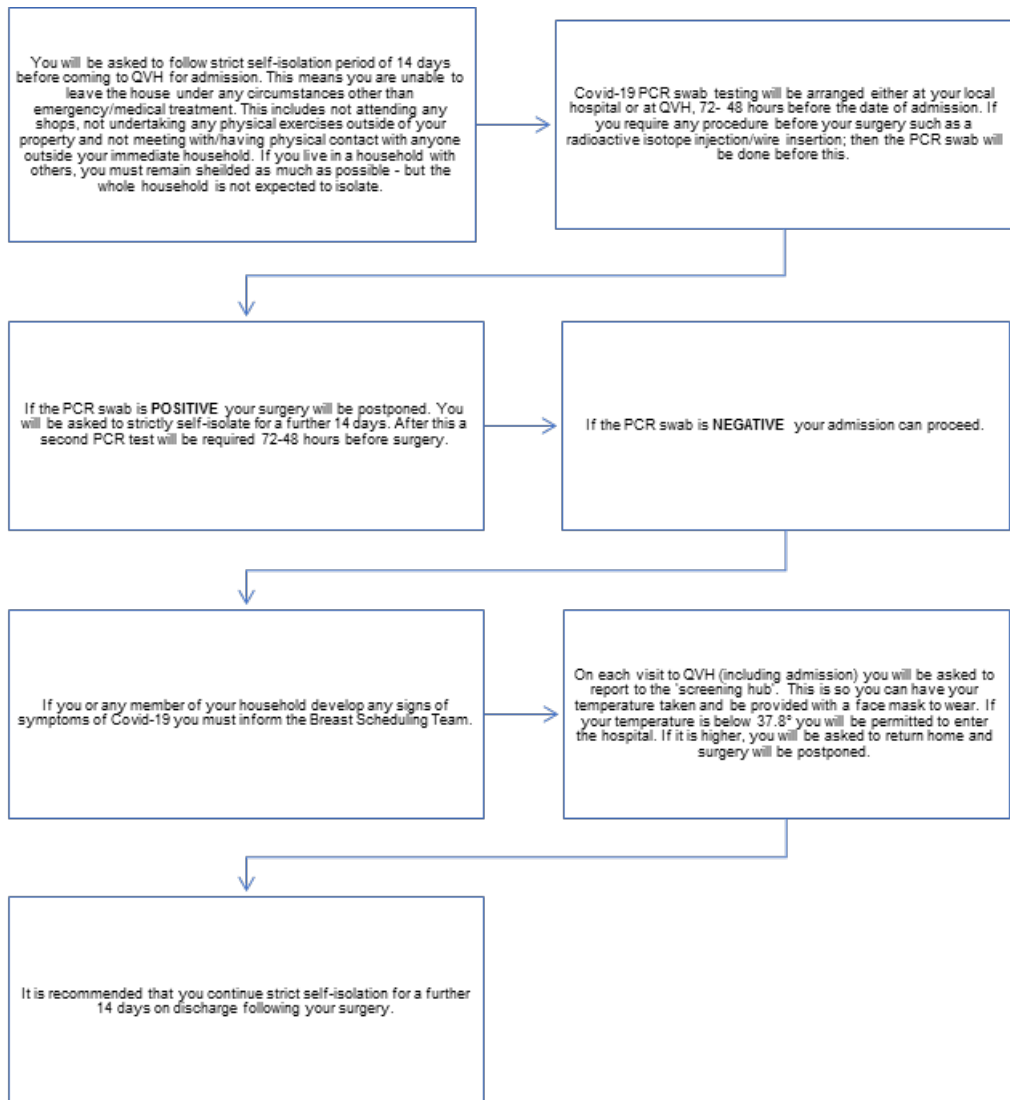 You will be asked to follow strict self-isolation period of 14 days
before coming to QVH for admission. This means you are unable to
leave the house under any circumstances other than
emergency/medical treatment. This includes not attending any
shops, not undertaking any physical exercises outside of your
property and not meeting with/having physical contact with anyone
outside your immediate household. If you live in a household with
others, you must remain sheilded as much as possible - but the
whole household is not expected to isolate.
Covid-19 PCR swab testing will be arranged either at your local
hospital or at QVH, 72- 48 hours before the date of admission. If
you require any procedure before your surgery such as a
radioactive isotope injection/wire insertion; then the PCR swab will
be done before this.
If the PCR swab is POSITIVE your surgery will be postponed. You
will be asked to strictly self-isolate for a further 14 days. After this a
second PCR test will be required 72-48 hours before surgery.
If the PCR swab is NEGATIVE your admission can proceed.
If you or any member of your household develop any signs of
symptoms of Covid-19 you must inform the Breast Scheduling Team.
On each visit to QVH (including admission) you will be asked to
report to the 'screening hub'. This is so you can have your
temperature taken and be provided with a face mask to wear. If
your temperature is below 37.8° you will be permitted to enter
the hospital. If it is higher, you will be asked to return home and
surgery will be postponed.
It is recommended that you continue strict self-isolation for a further
14 days on discharge following your surgery.